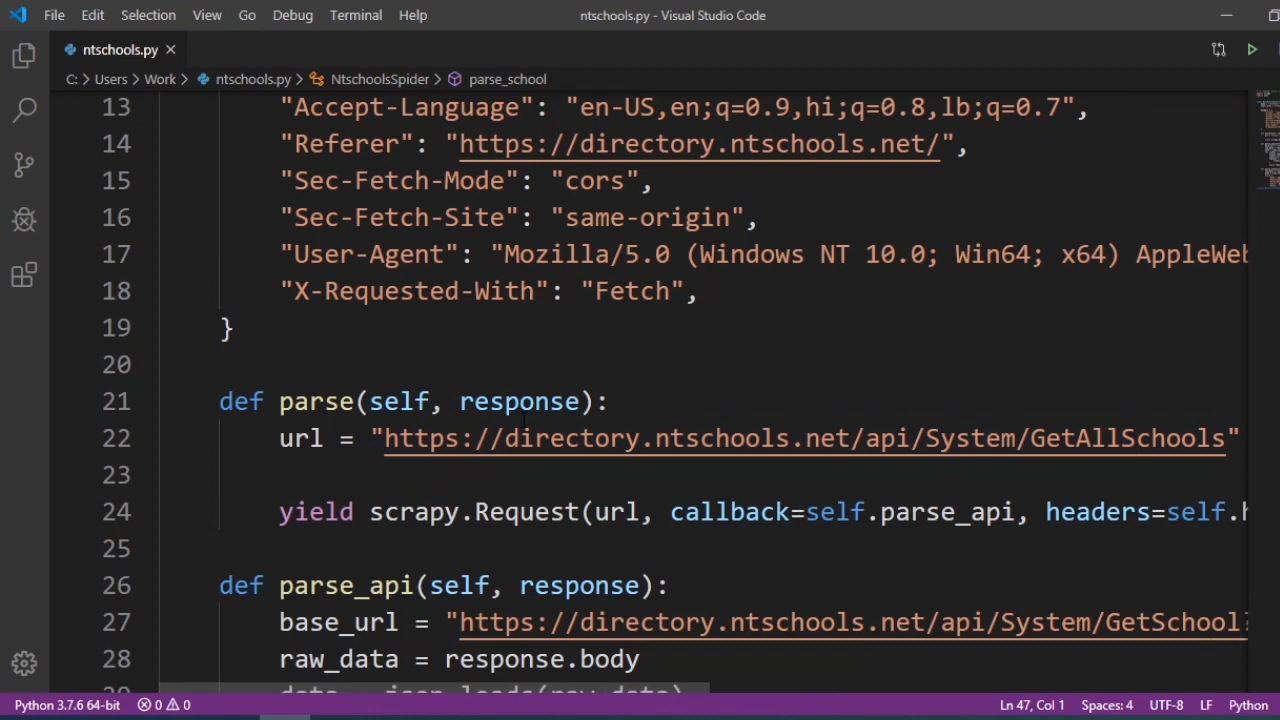 File Edit Selection View Go Debug Terminal Help ntschools.py - Visual Studio Code
ntschools.py
C: > Users > Work > ntschools.py > NtschoolsSpider > parse_school
13 "Accept-Language": "en-US,en;q=0.9,hi;q=0.8,lb;q=0.7",
14 "Referer": "https://directory.ntschools.net/",
15 "Sec-Fetch-Mode": "cors",
16 "Sec-Fetch-Site": "same-origin",
17 "User-Agent": "Mozilla/5.0 (Windows NT 10.0; Win64; x64) AppleWeb
18 "X-Requested-With": "Fetch",
19 }
20
21 def parse(self, response):
22 url = "https://directory.ntschools.net/api/System/GetAllSchools"
23
24 yield scrapy.Request(url, callback=self.parse_api, headers=self.h
25
26 def parse_api(self, response):
27 base_url = "https://directory.ntschools.net/api/System/GetSchool
28 raw_data = response.body
29 data = json.loads(raw_data)
Python 3.7.6 64-bit 0 0 Ln 47, Col 1 Spaces: 4 UTF-8 LF Python